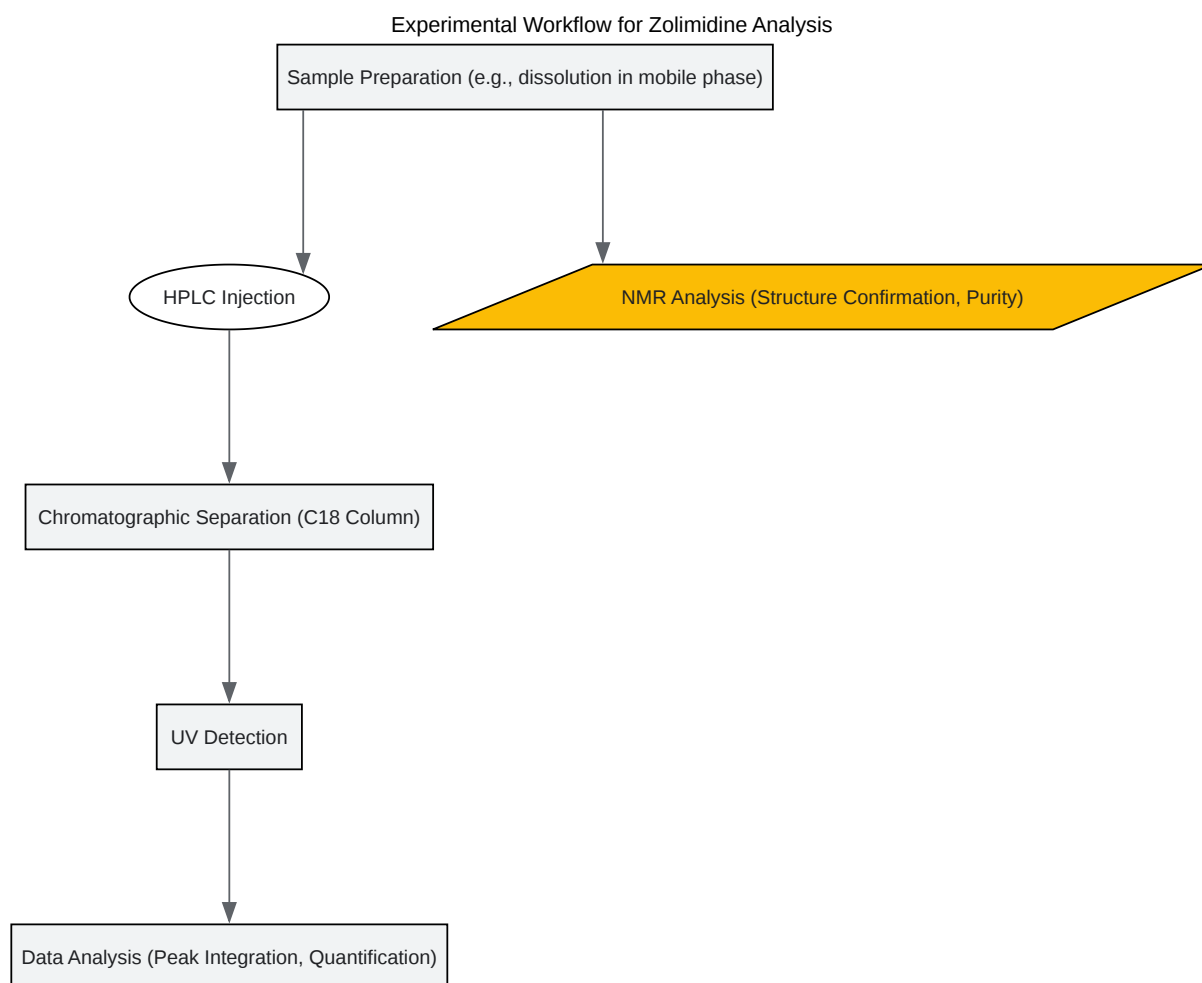 Experimental Workflow for Zolimidine Analysis
Sample Preparation (e.g., dissolution in mobile phase)
HPLC Injection
NMR Analysis (Structure Confirmation, Purity)
Chromatographic Separation (C18 Column)
UV Detection
Data Analysis (Peak Integration, Quantification)